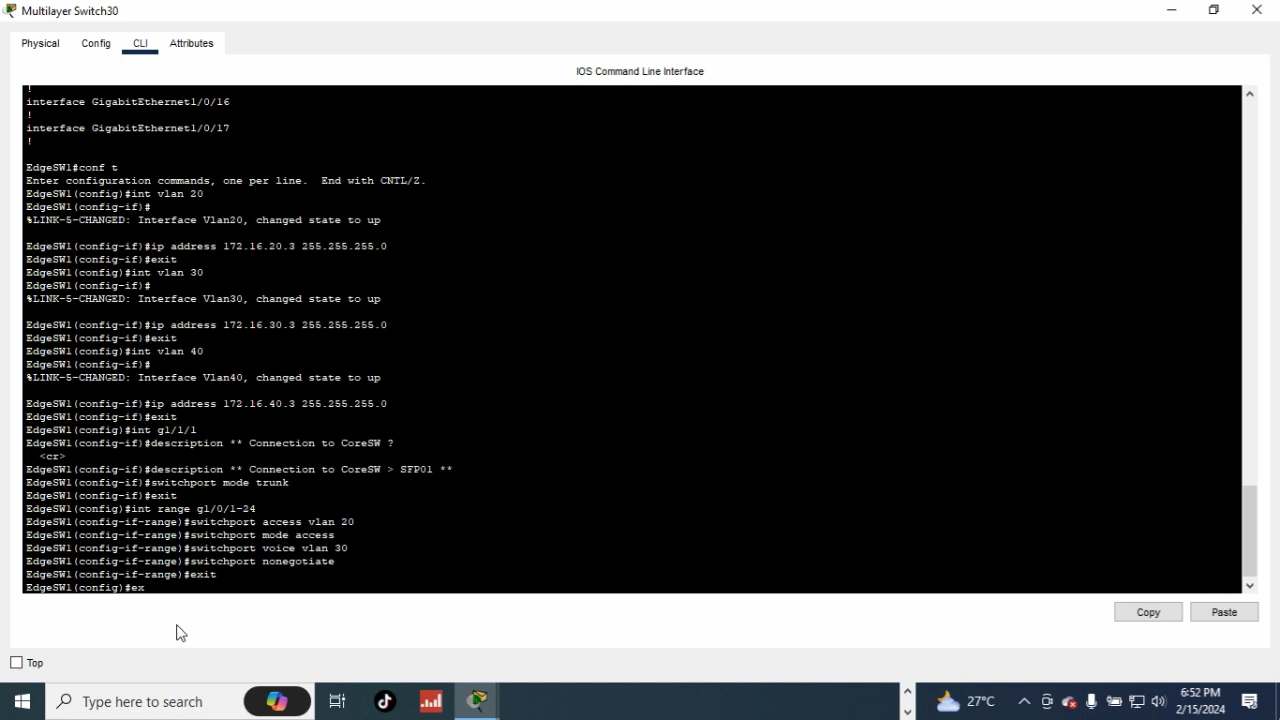 Multilayer Switch30
Physical Config CLI Attributes
IOS Command Line Interface
!
interface GigabitEthernet1/0/16
!
interface GigabitEthernet1/0/17
!
EdgeSW1#conf t
Enter configuration commands, one per line. End with CNTL/Z.
EdgeSW1(config)#int vlan 20
EdgeSW1(config-if)#
%LINK-5-CHANGED: Interface Vlan20, changed state to up
EdgeSW1(config-if)#ip address 172.16.20.3 255.255.255.0
EdgeSW1(config-if)#exit
EdgeSW1(config)#int vlan 30
EdgeSW1(config-if)#
%LINK-5-CHANGED: Interface Vlan30, changed state to up
EdgeSW1(config-if)#ip address 172.16.30.3 255.255.255.0
EdgeSW1(config-if)#exit
EdgeSW1(config)#int vlan 40
EdgeSW1(config-if)#
%LINK-5-CHANGED: Interface Vlan40, changed state to up
EdgeSW1(config-if)#ip address 172.16.40.3 255.255.255.0
EdgeSW1(config-if)#exit
EdgeSW1(config)#int g1/1/1
EdgeSW1(config-if)#description ** Connection to CoreSW ?
<cr>
EdgeSW1(config-if)#description ** Connection to CoreSW > SFP01 **
EdgeSW1(config-if)#switchport mode trunk
EdgeSW1(config-if)#exit
EdgeSW1(config)#int range g1/0/1-24
EdgeSW1(config-if-range)#switchport access vlan 20
EdgeSW1(config-if-range)#switchport mode access
EdgeSW1(config-if-range)#switchport voice vlan 30
EdgeSW1(config-if-range)#switchport nonegotiate
EdgeSW1(config-if-range)#exit
EdgeSW1(config)#ex
Copy Paste
Top
Type here to search
27°C
6:52 PM
2/15/2024